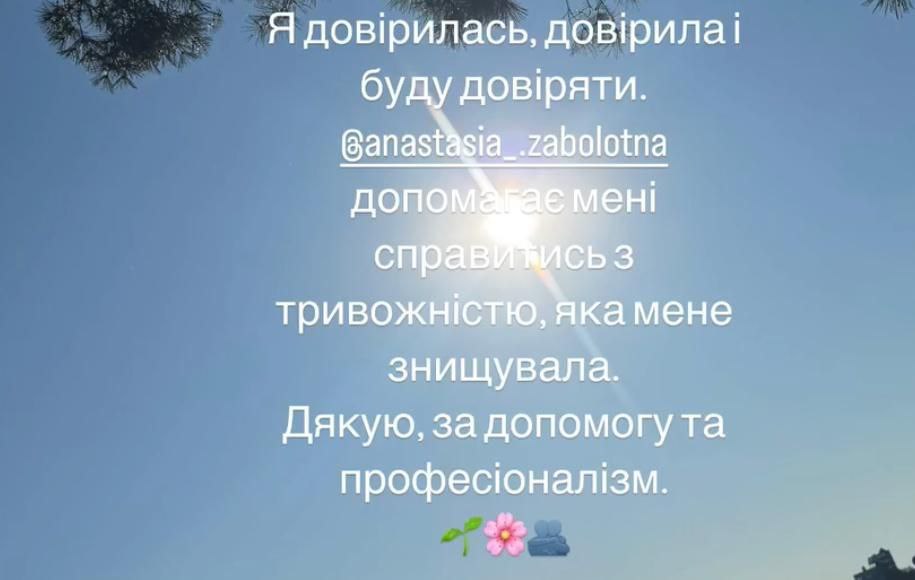 Я довірилась, довірила і
буду довіряти.
@anastasia_.zabolotna
допомагає мені
справитись з
тривожністю, яка мене
знищувала.
Дякую, за допомогу та
професіоналізм.
🌱🌸🫂